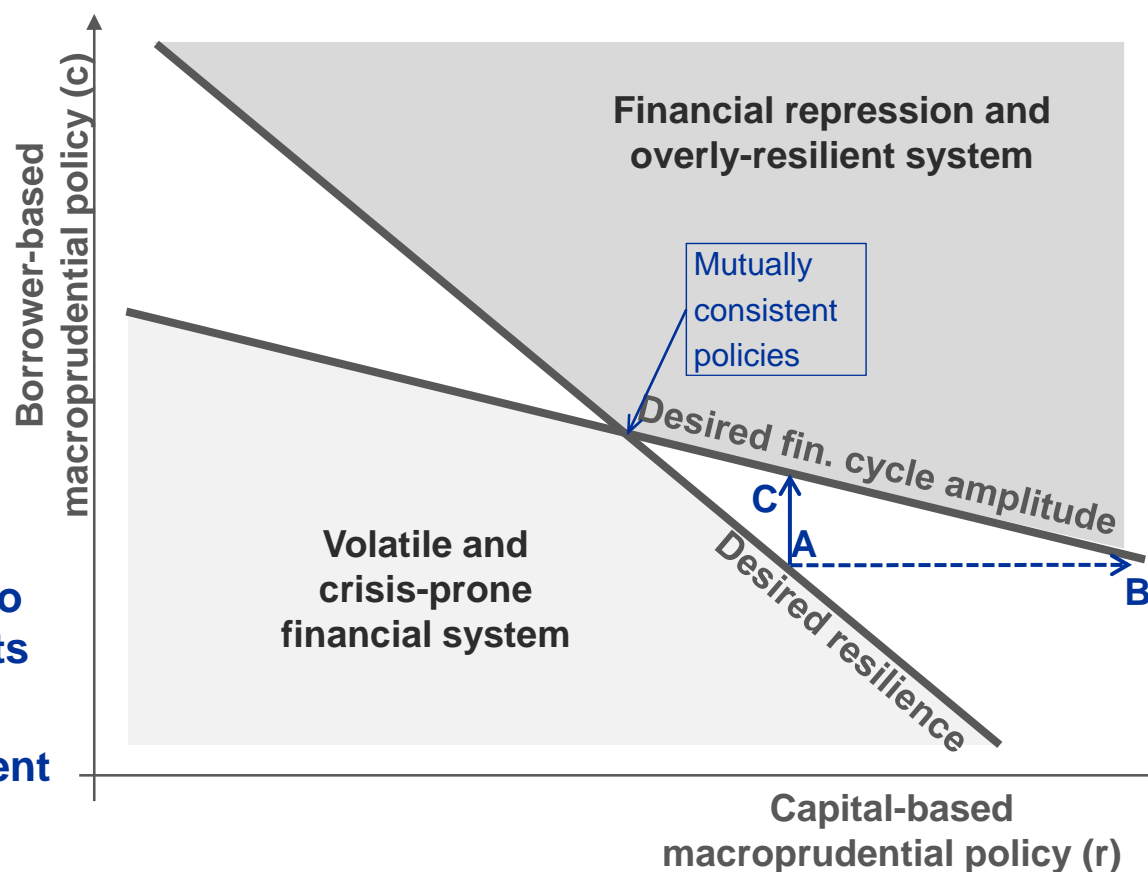 Borrower-based
macroprudential policy (c)
Financial repression and
overly-resilient system
Mutually
consistent
policies
Desired fin. cycle amplitude
C
A
B
Desired resilience
Volatile and
crisis-prone
financial system
Capital-based
macroprudential policy (r)